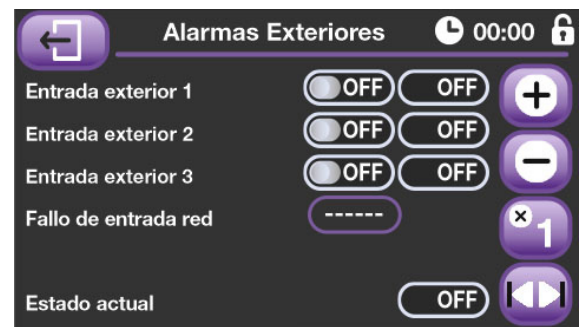 Alarmas Exteriores 00:00
Entrada exterior 1 OFF OFF
+
Entrada exterior 2 OFF OFF
Entrada exterior 3 OFF OFF
−
Fallo de entrada red ------
×1
Estado actual OFF